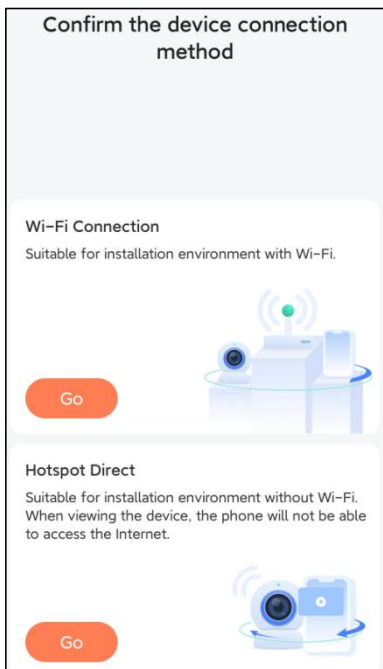 Confirm the device connection
method
Wi-Fi Connection
Suitable for installation environment with Wi-Fi.
Go
Hotspot Direct
Suitable for installation environment without Wi-Fi.
When viewing the device, the phone will not be able
to access the Internet.
Go